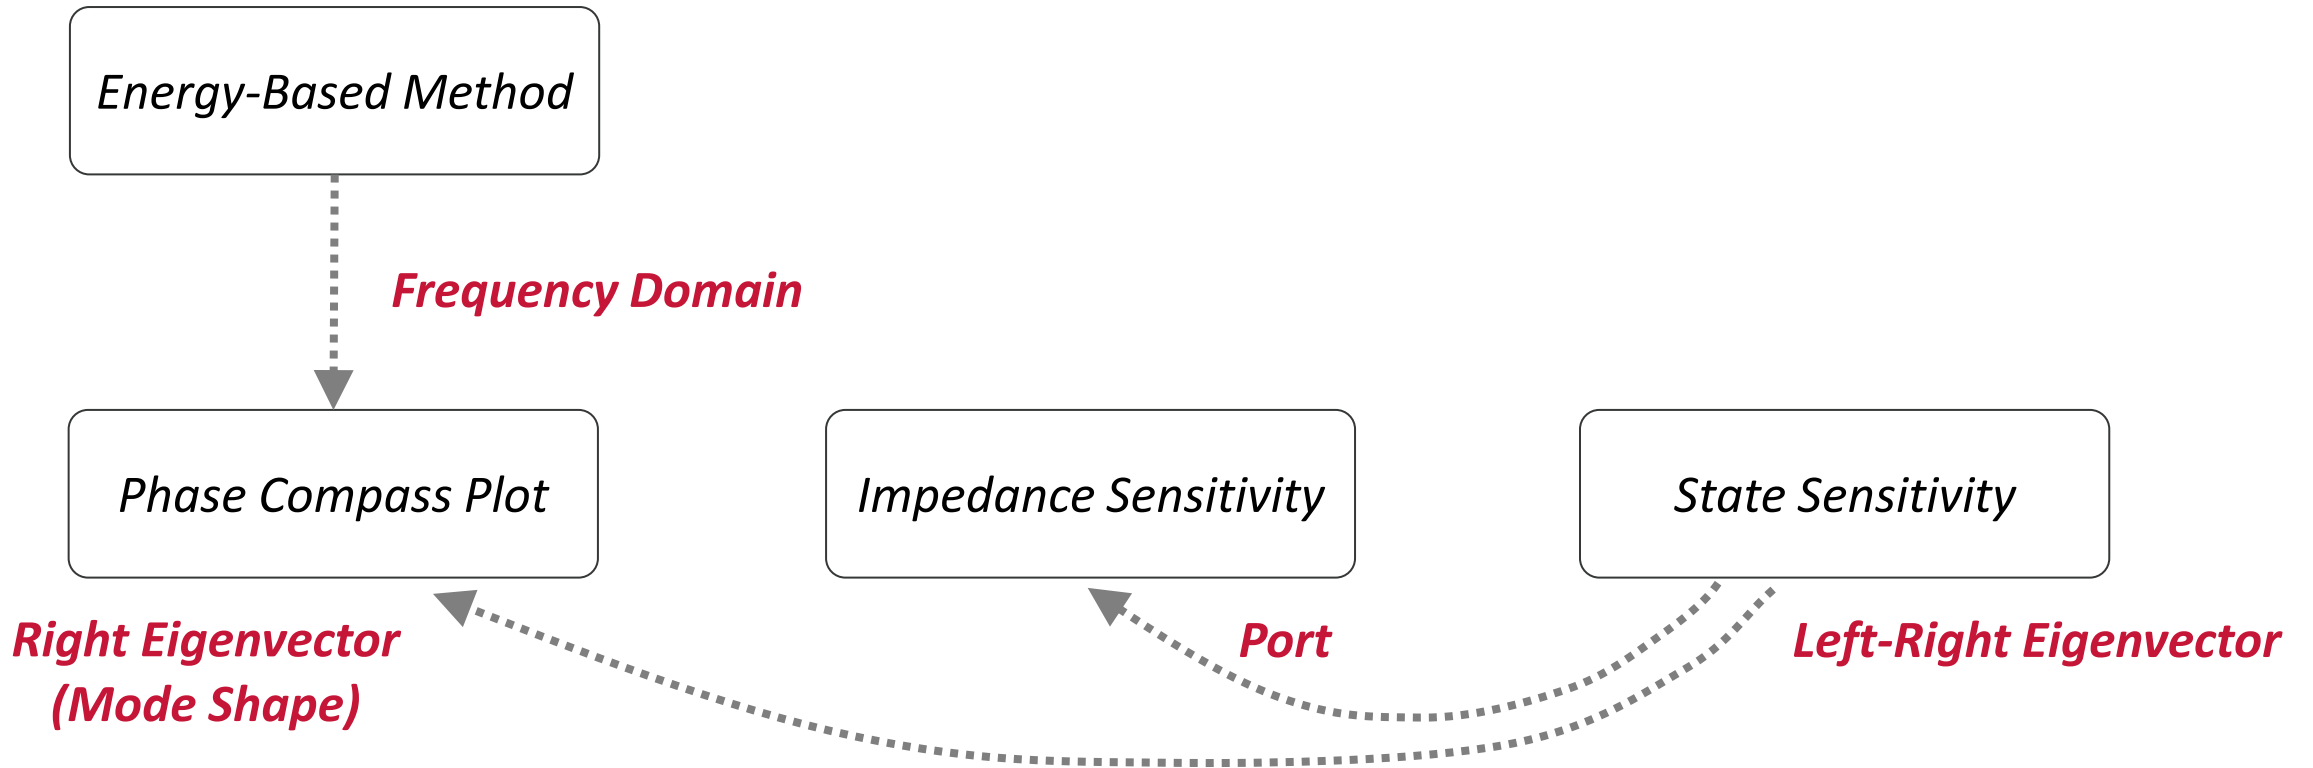 Energy-Based Method
Frequency Domain
Phase Compass Plot
Impedance Sensitivity
State Sensitivity
Right Eigenvector
(Mode Shape)
Port
Left-Right Eigenvector